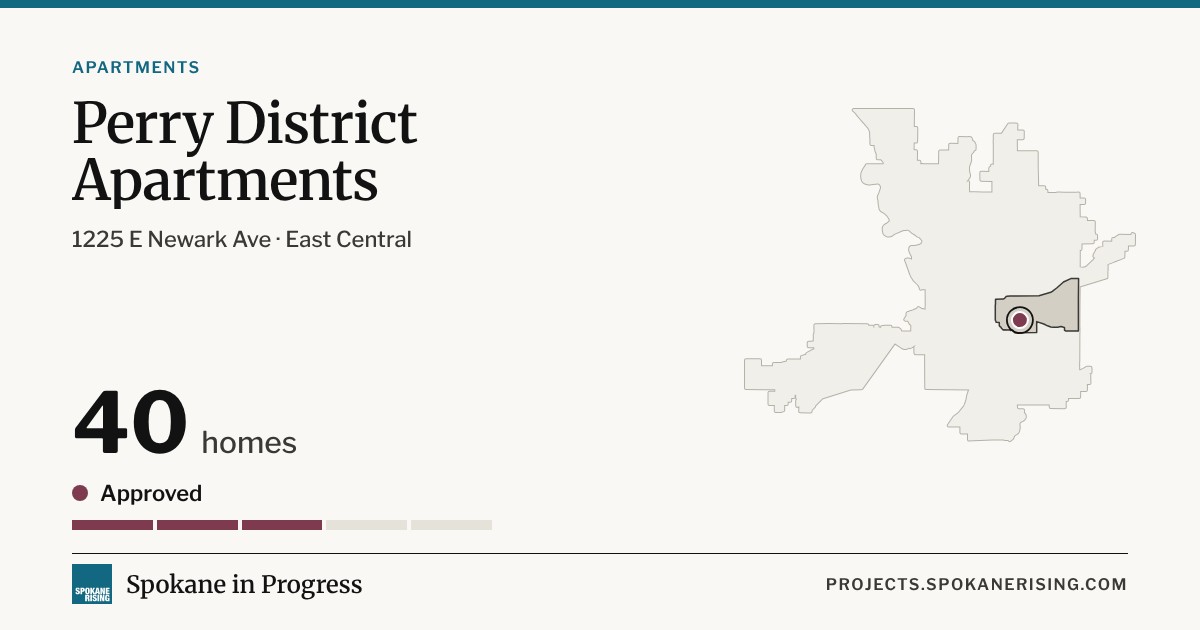 APARTMENTS
Perry District
Apartments
1225 E Newark Ave · East Central
40 homes
Approved
SPOKANE
RISING
Spokane in Progress
PROJECTS.SPOKANERISING.COM